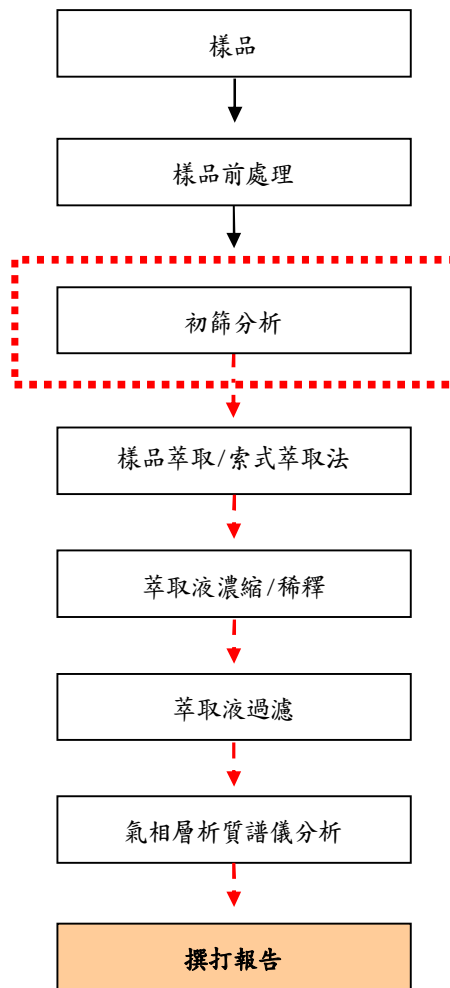 樣品
樣品前處理
初篩分析
樣品萃取/索式萃取法
萃取液濃縮/稀釋
萃取液過濾
氣相層析質譜儀分析
撰打報告